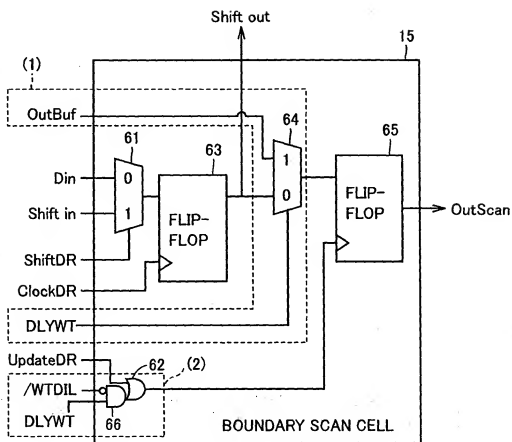 Shift out
15
(1)
OutBuf
61
64
65
63
Din
0
1
FLIP-
FLOP
FLIP-
FLOP
Shift in
1
0
OutScan
ShiftDR
ClockDR
DLYWT
UpdateDR
62
(2)
/WTDIL
DLYWT
66
BOUNDARY SCAN CELL